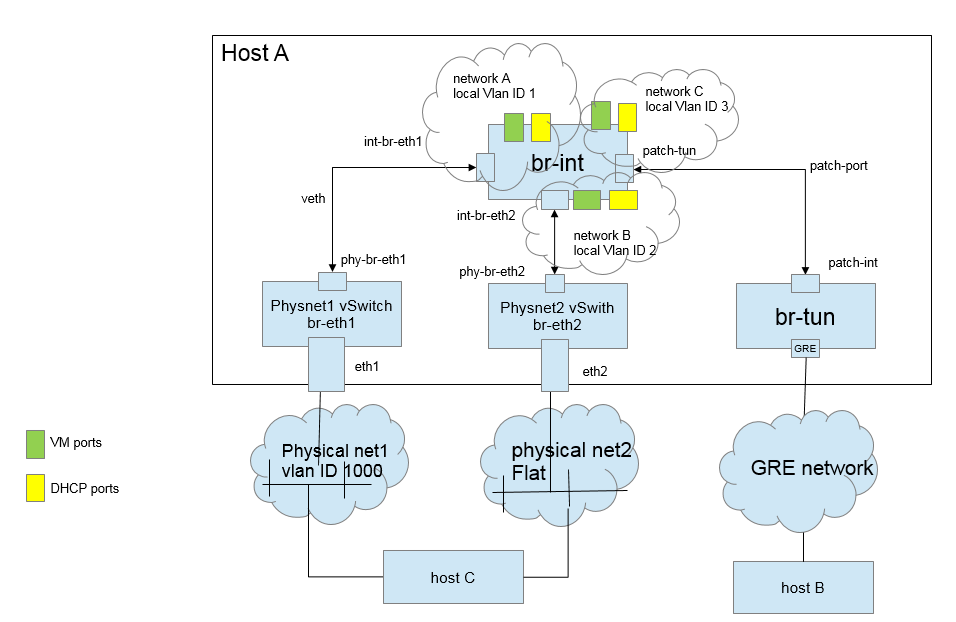 Host A
network A
local Vlan ID 1
network C
local Vlan ID 3
int-br-eth1
br-int
patch-tun
patch-port
veth
int-br-eth2
network B
local Vlan ID 2
phy-br-eth1
phy-br-eth2
patch-int
Physnet1 vSwitch
br-eth1
Physnet2 vSwith
br-eth2
br-tun
GRE
eth1
eth2
VM ports
DHCP ports
Physical net1
vlan ID 1000
physical net2
Flat
GRE network
host C
host B